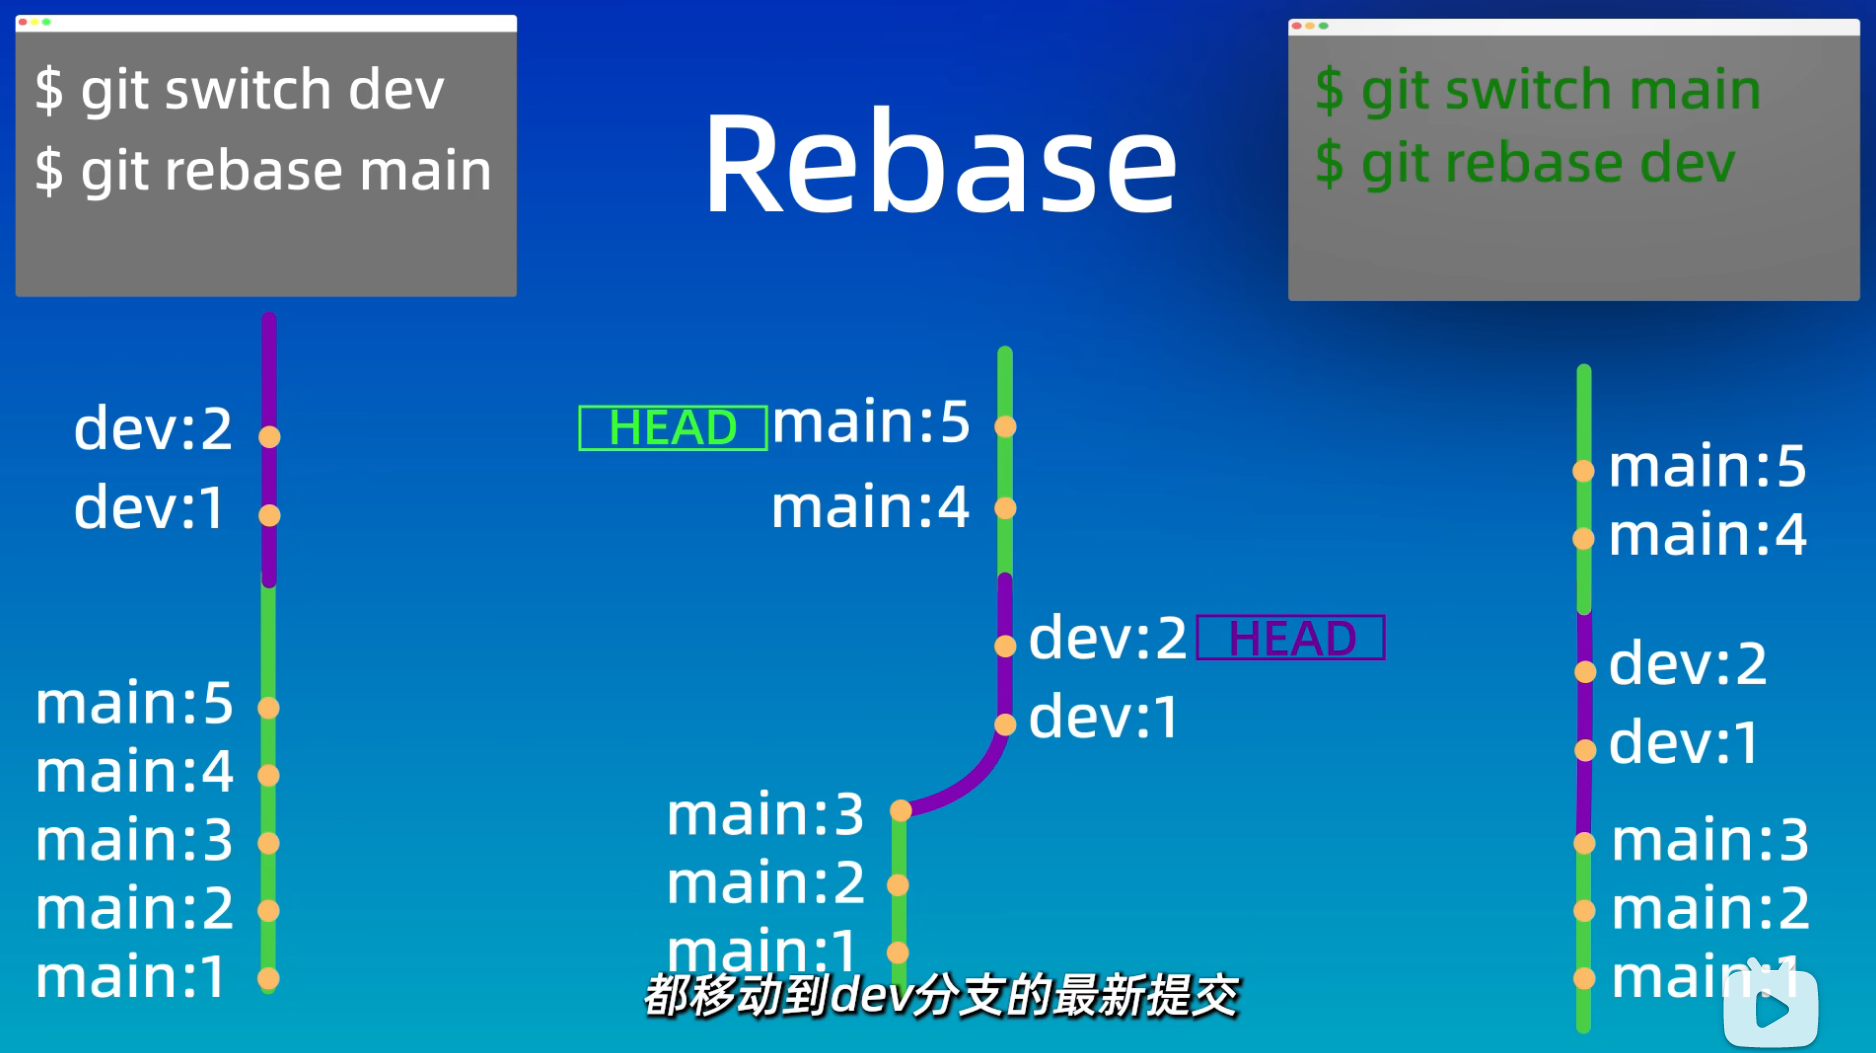 $ git switch dev
$ git rebase main
Rebase
$ git switch main
$ git rebase dev
dev:2
dev:1
main:5
main:4
main:3
main:2
main:1
HEAD main:5
main:4
dev:2 HEAD
dev:1
main:3
main:2
main:1
main:5
main:4
dev:2
dev:1
main:3
main:2
main:1
都移动到dev分支的最新提交